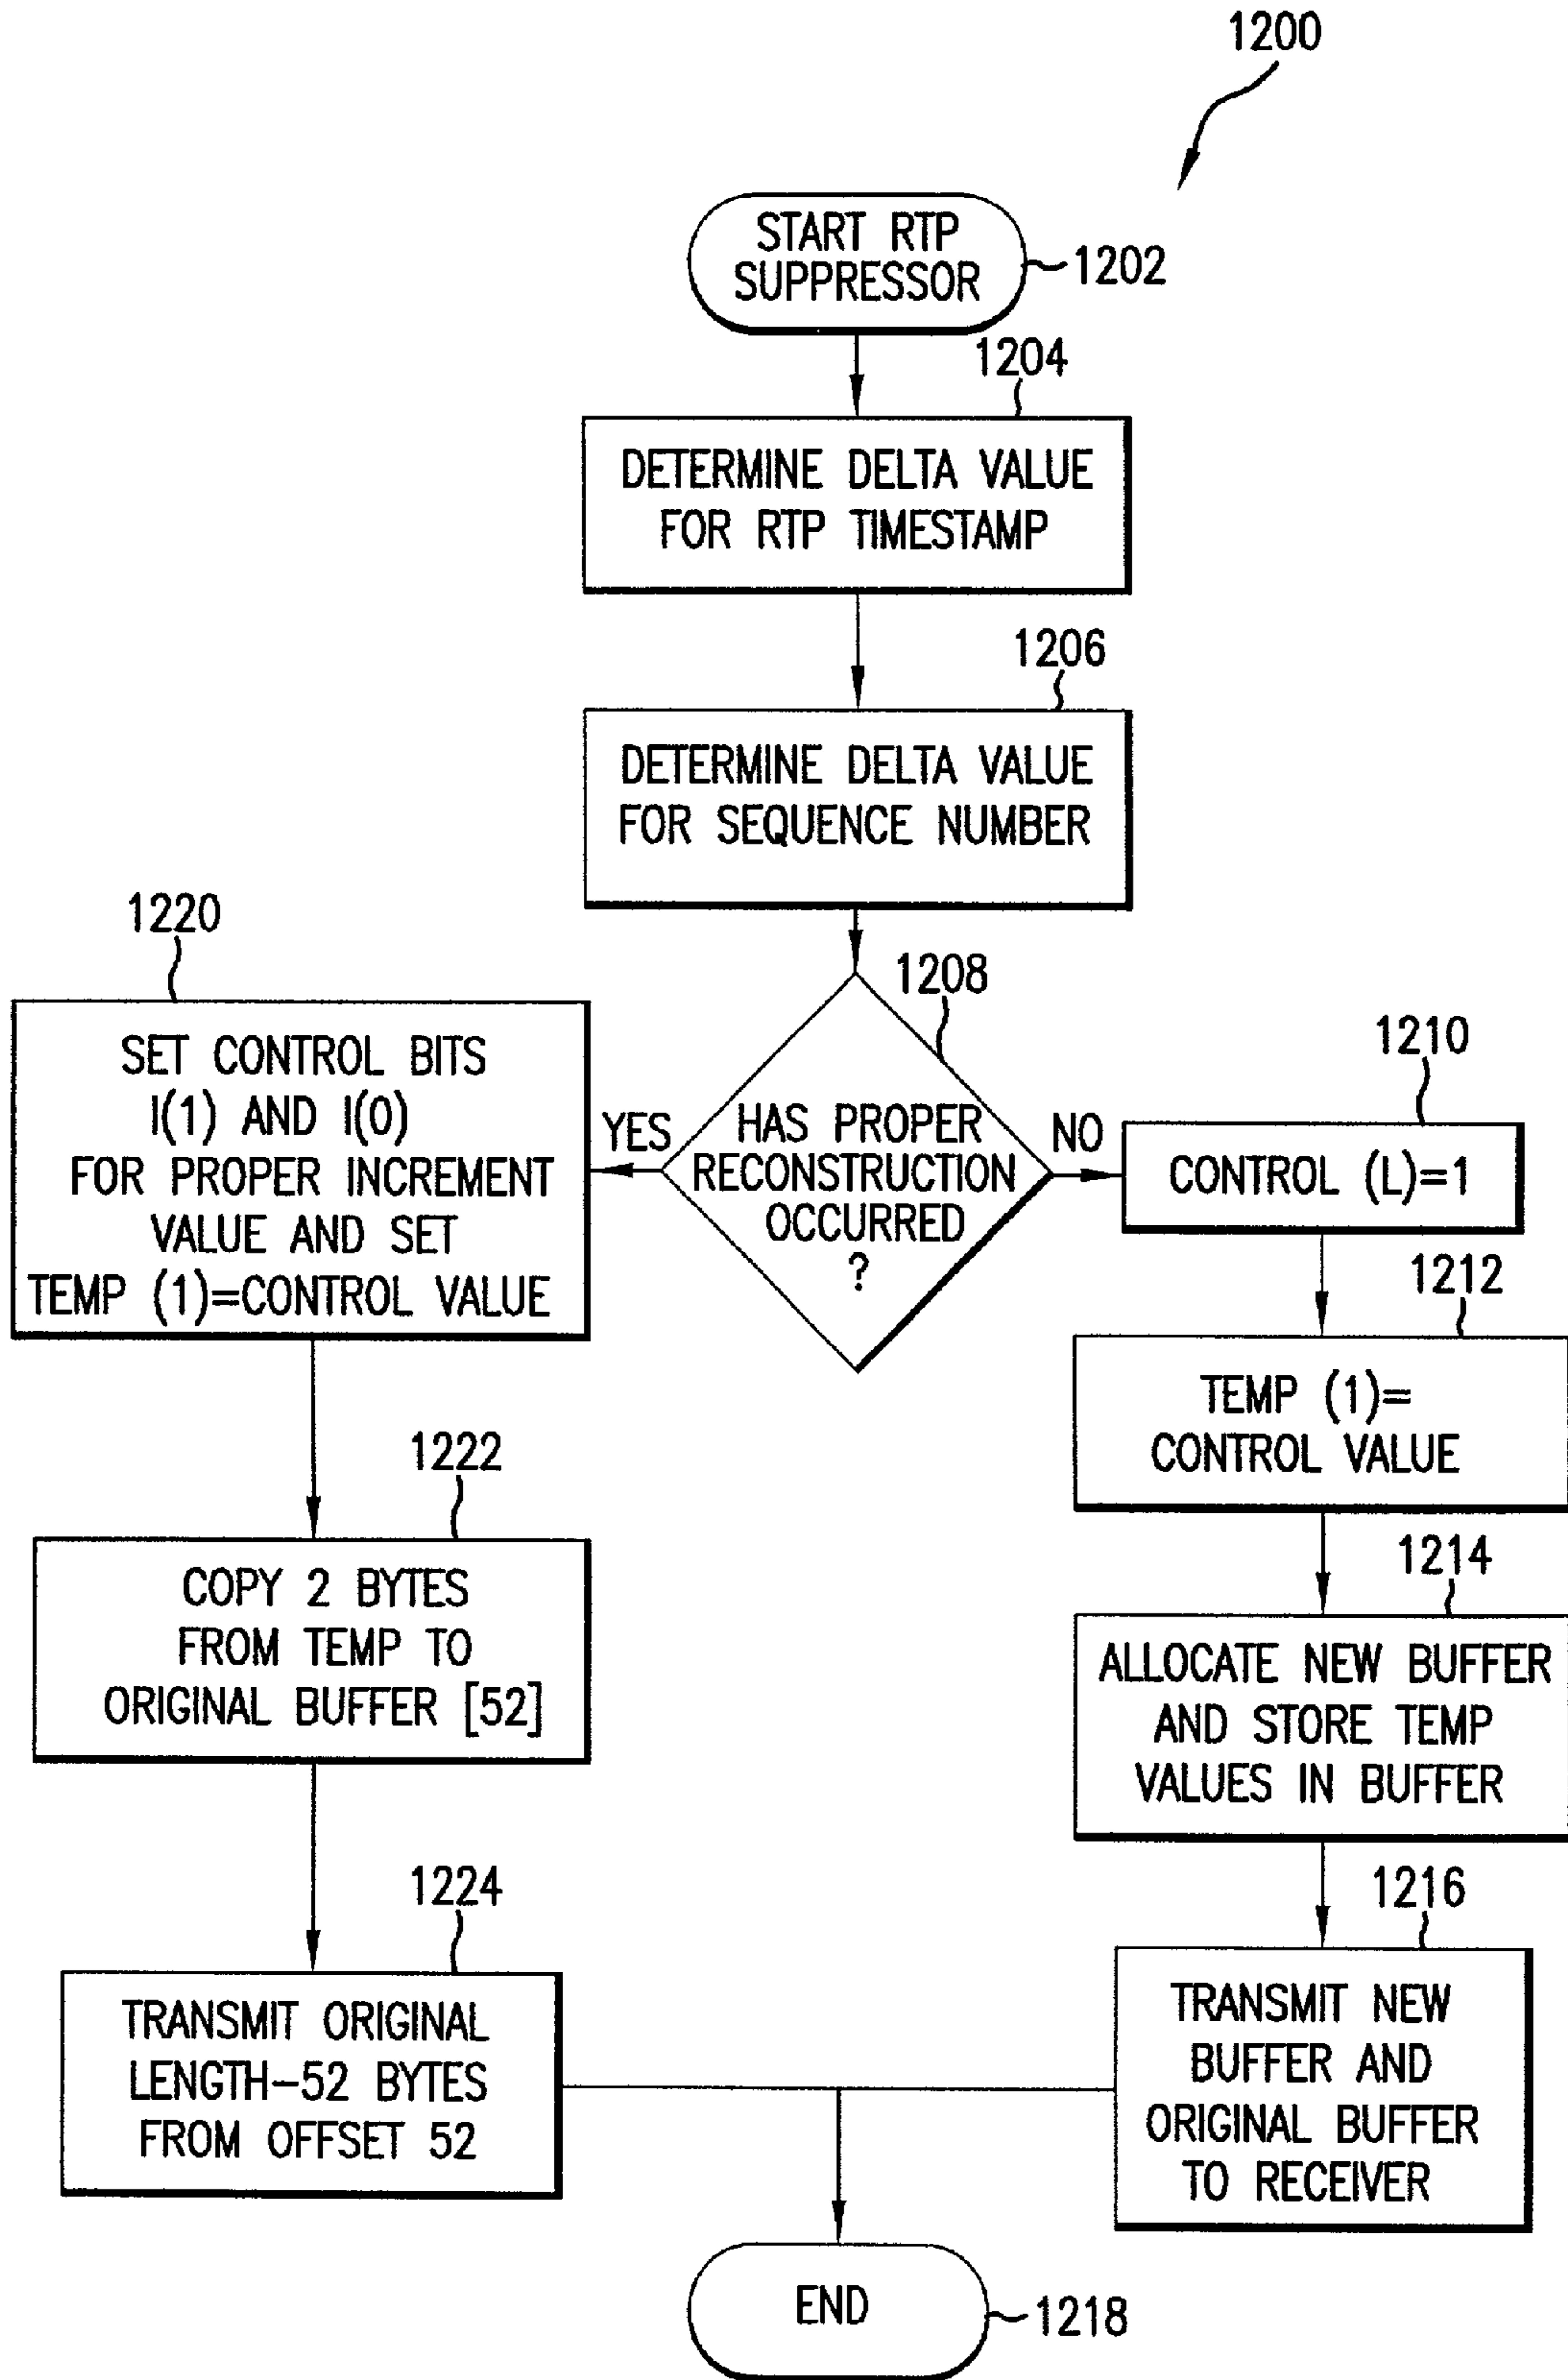 1200
START RTP
SUPPRESSOR
1202
1204
DETERMINE DELTA VALUE
FOR RTP TIMESTAMP
1206
DETERMINE DELTA VALUE
FOR SEQUENCE NUMBER
1208
HAS PROPER
RECONSTRUCTION
OCCURRED
?
YES
NO
1220
SET CONTROL BITS
I(1) AND I(0)
FOR PROPER INCREMENT
VALUE AND SET
TEMP (1)=CONTROL VALUE
1222
COPY 2 BYTES
FROM TEMP TO
ORIGINAL BUFFER [52]
1224
TRANSMIT ORIGINAL
LENGTH-52 BYTES
FROM OFFSET 52
1210
CONTROL (L)=1
1212
TEMP (1)=
CONTROL VALUE
1214
ALLOCATE NEW BUFFER
AND STORE TEMP
VALUES IN BUFFER
1216
TRANSMIT NEW
BUFFER AND
ORIGINAL BUFFER
TO RECEIVER
END
1218